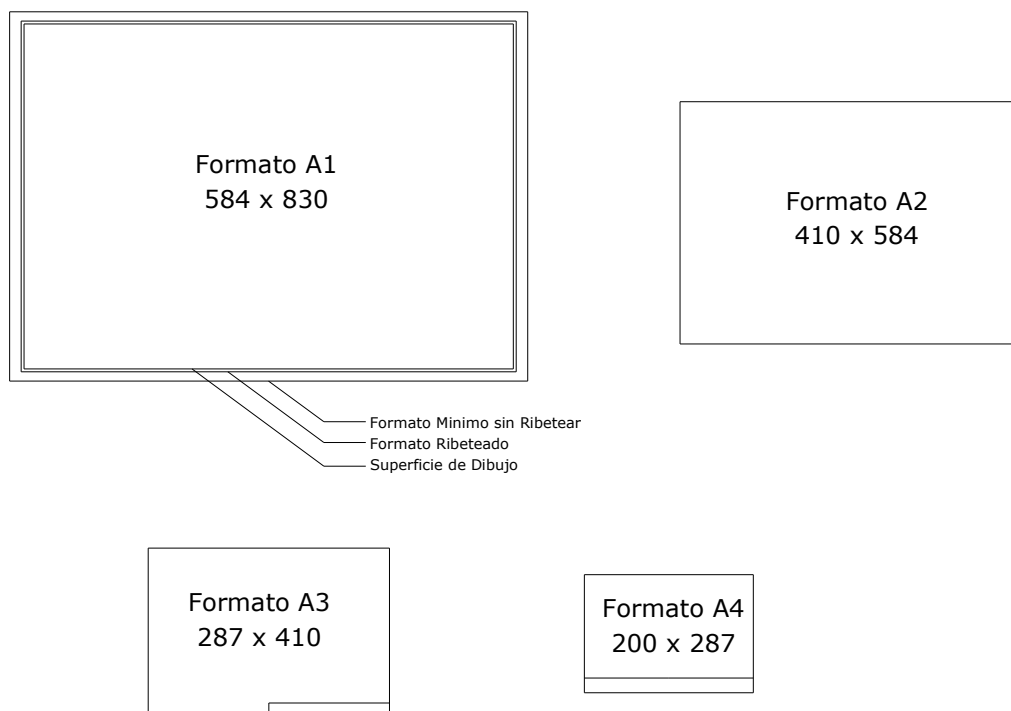 Formato A1
584 x 830
Formato A2
410 x 584
Formato Minimo sin Ribetear
Formato Ribeteado
Superficie de Dibujo
Formato A3
287 x 410
Formato A4
200 x 287